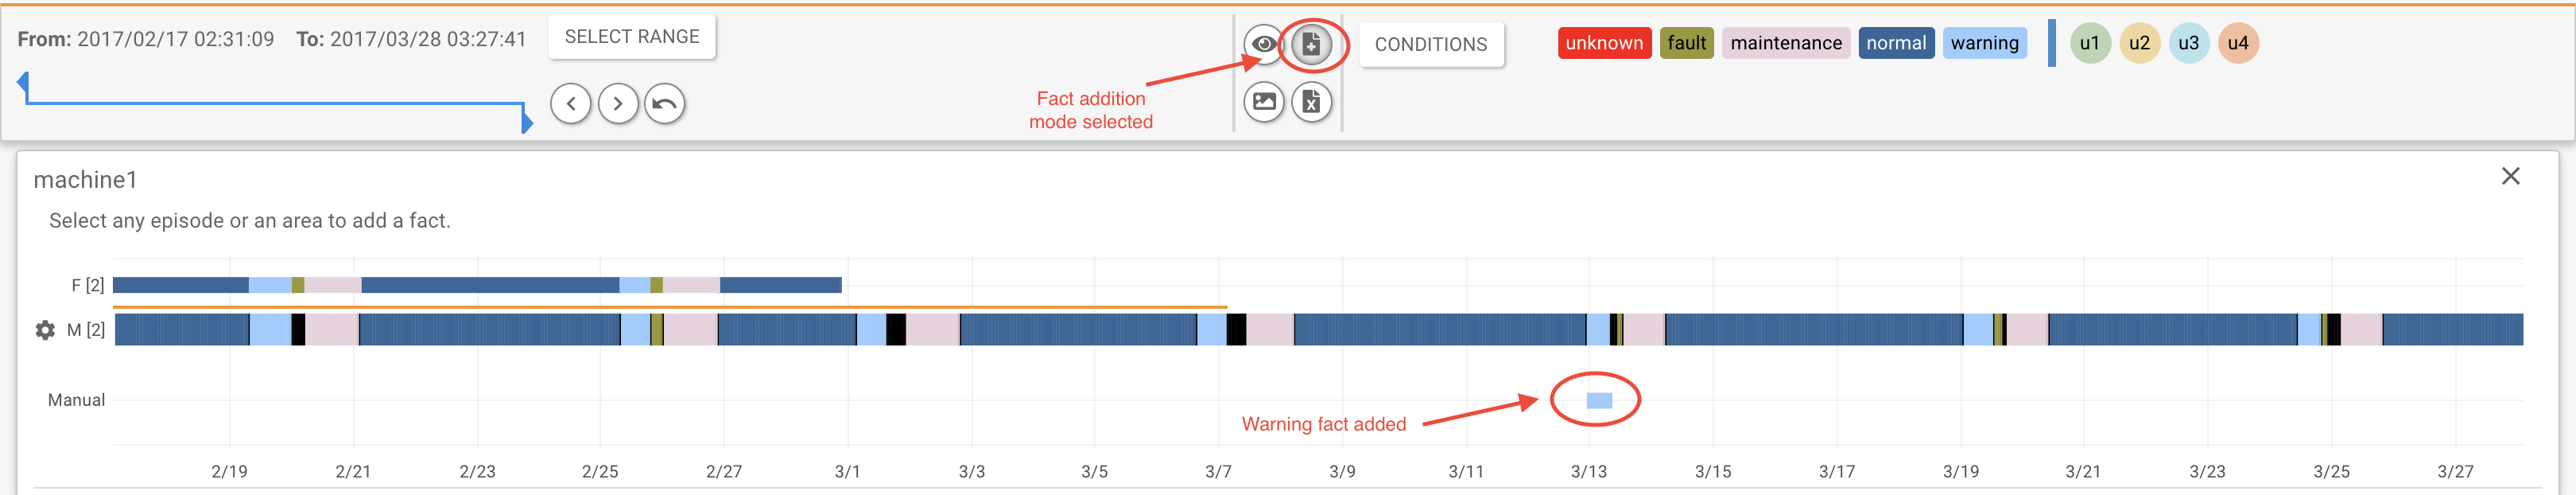 From: 2017/02/17 02:31:09 To: 2017/03/28 03:27:41
SELECT RANGE
CONDITIONS
unknown fault maintenance normal warning u1 u2 u3 u4
Fact addition
mode selected
machine1
Select any episode or an area to add a fact.
F [2]
M [2]
Manual
Warning fact added
2/19 2/21 2/23 2/25 2/27 3/1 3/3 3/5 3/7 3/9 3/11 3/13 3/15 3/17 3/19 3/21 3/23 3/25 3/27